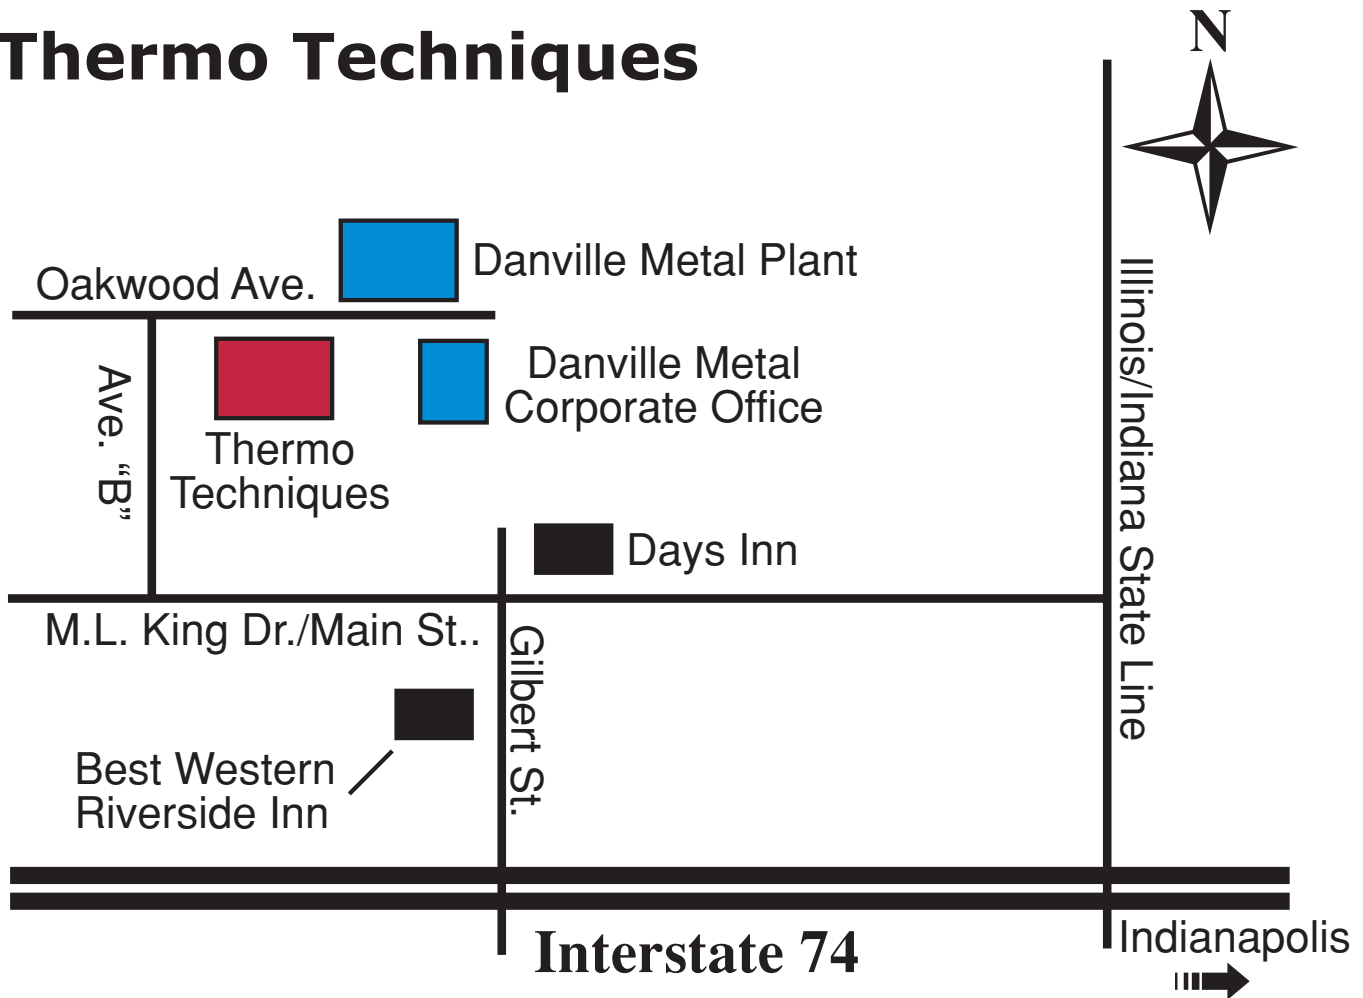 Thermo Techniques
N
Danville Metal Plant
Oakwood Ave.
Danville Metal
Corporate Office
Ave. “B”
Thermo
Techniques
Illinois/Indiana State Line
Days Inn
M.L. King Dr./Main St..
Gilbert St.
Best Western
Riverside Inn
Interstate 74
Indianapolis